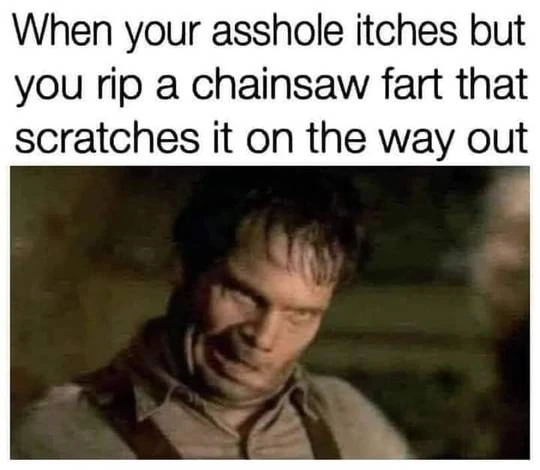 When your asshole itches but
you rip a chainsaw fart that
scratches it on the way out